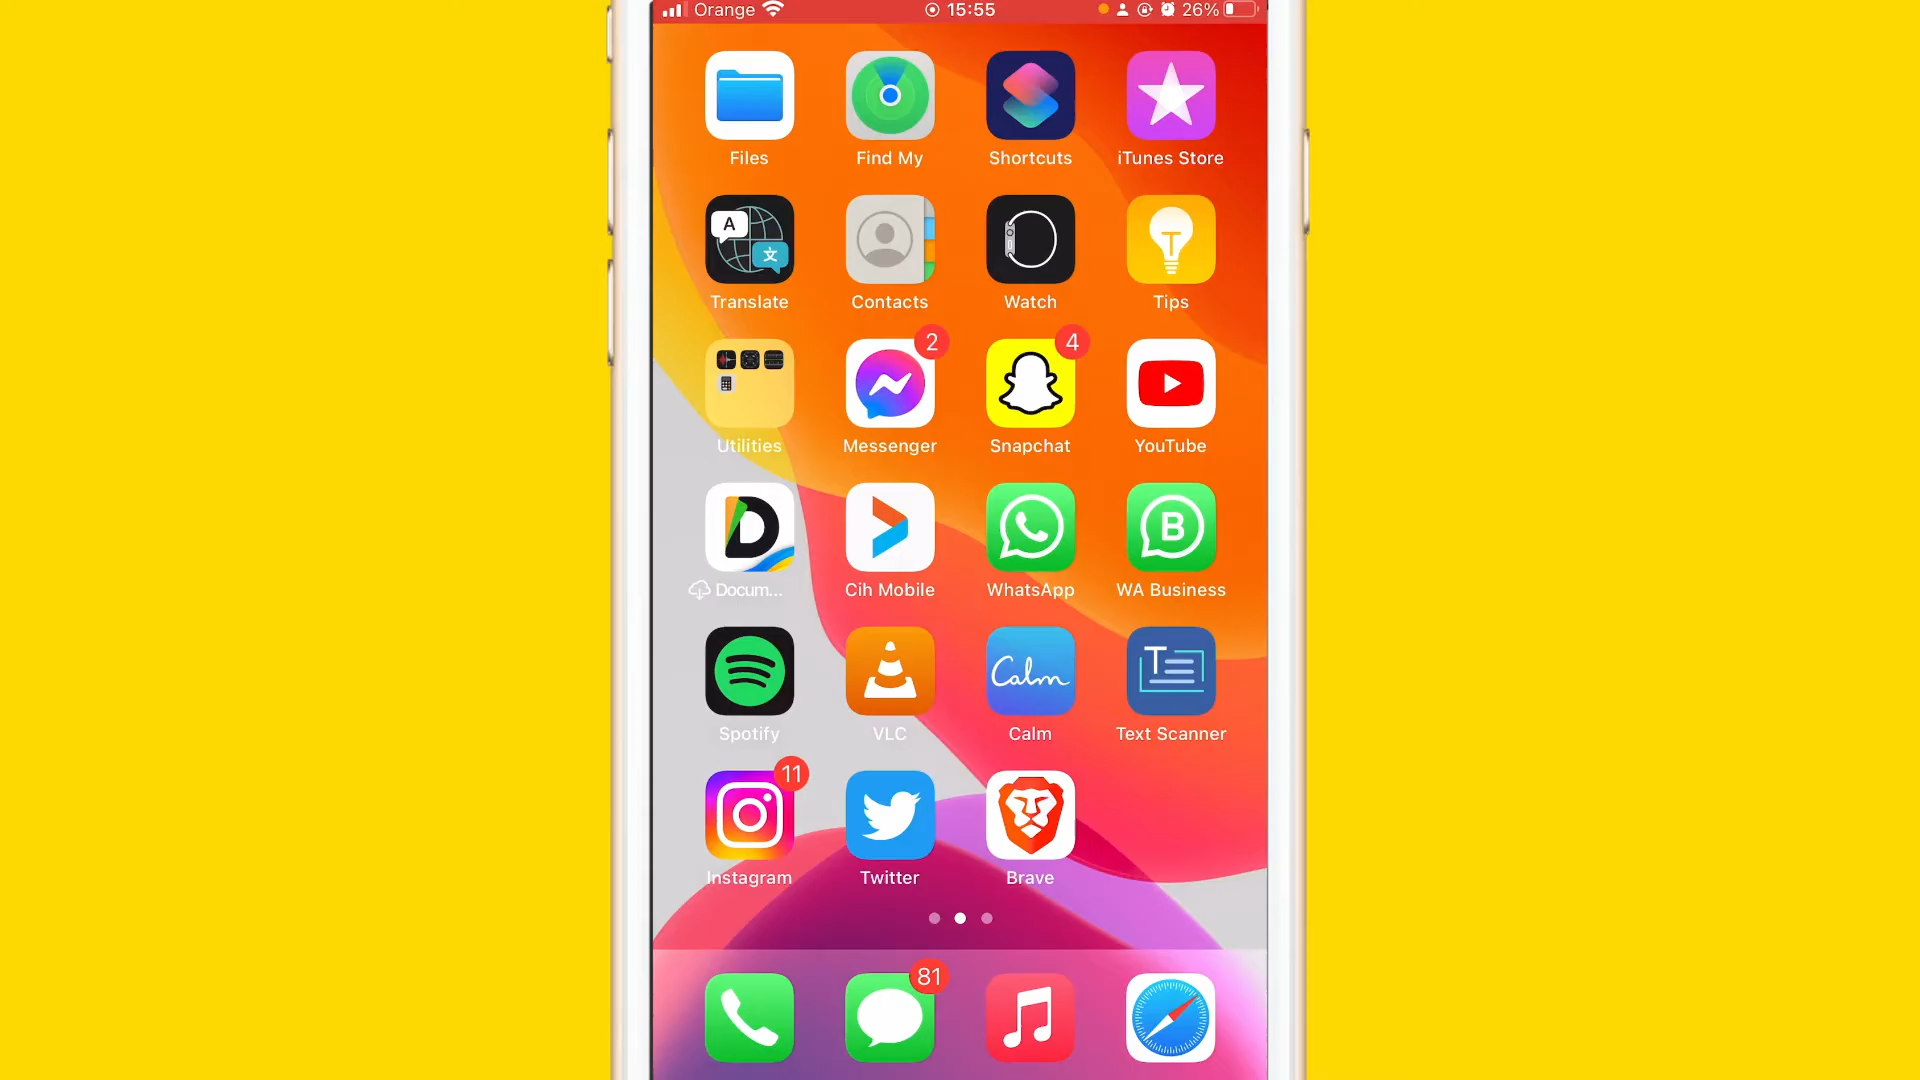 Orange 15:55 26%
Files Find My Shortcuts iTunes Store
A 文
Translate Contacts Watch Tips
2 4
Utilities Messenger Snapchat YouTube
D B
Docum... Cih Mobile WhatsApp WA Business
Calm T
Spotify VLC Calm Text Scanner
11
Instagram Twitter Brave
81